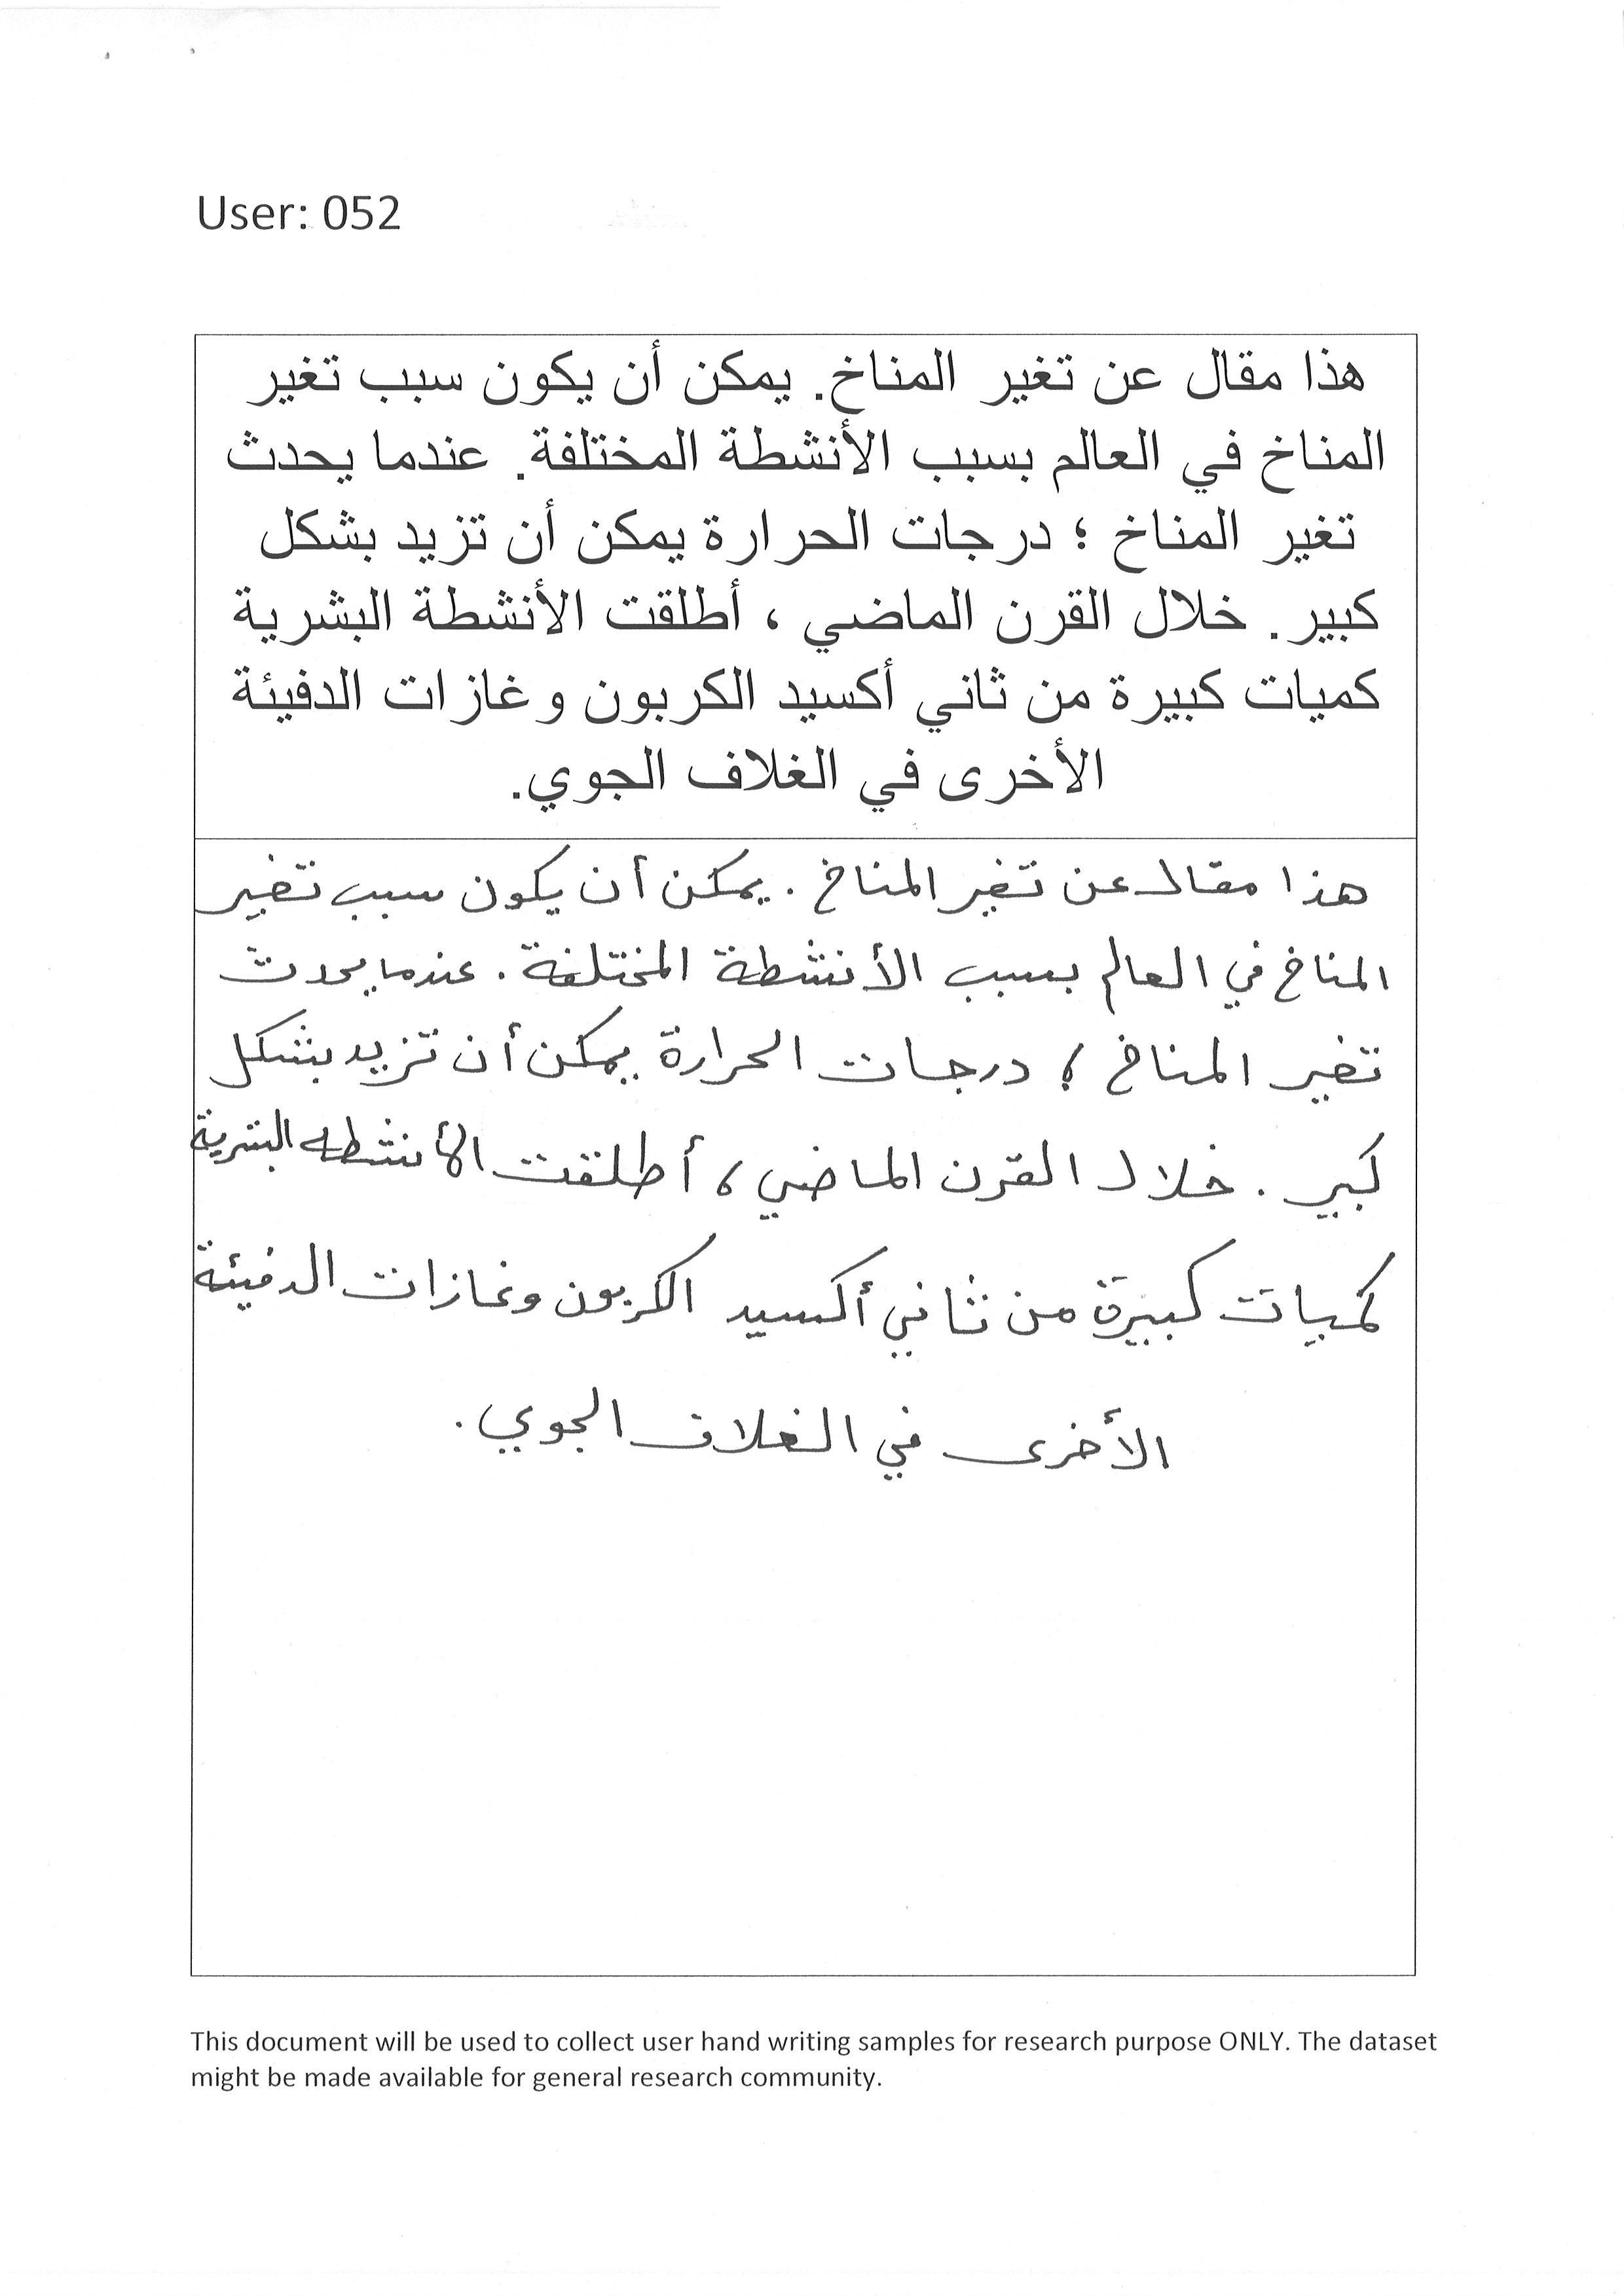 User: 052
هذا مقال عن تغير المناخ. يمكن أن يكون سبب تغير
المناخ في العالم بسبب الأنشطة المختلفة. عندما يحدث
تغير المناخ ؛ درجات الحرارة يمكن أن تزيد بشكل
كبير. خلال القرن الماضي ، أطلقت الأنشطة البشرية
كميات كبيرة من ثاني أكسيد الكربون وغازات الدفيئة
الأخرى في الغلاف الجوي.
هذا مقال عن تغير المناخ . يمكن أن يكون سبب تغير
المناخ في العالم بسبب الأنشطة المختلفة . عندما يحدث
تغير المناخ ؛ درجات الحرارة يمكن أن تزيد بشكل
كبير . خلال القرن الماضي ، أطلقت الأنشطه البشرية
كميات كبيرة من ثاني أكسيد الكربون وغازات الدفيئة
الأخرى في الغلاف الجوي .
This document will be used to collect user hand writing samples for research purpose ONLY. The dataset
might be made available for general research community.